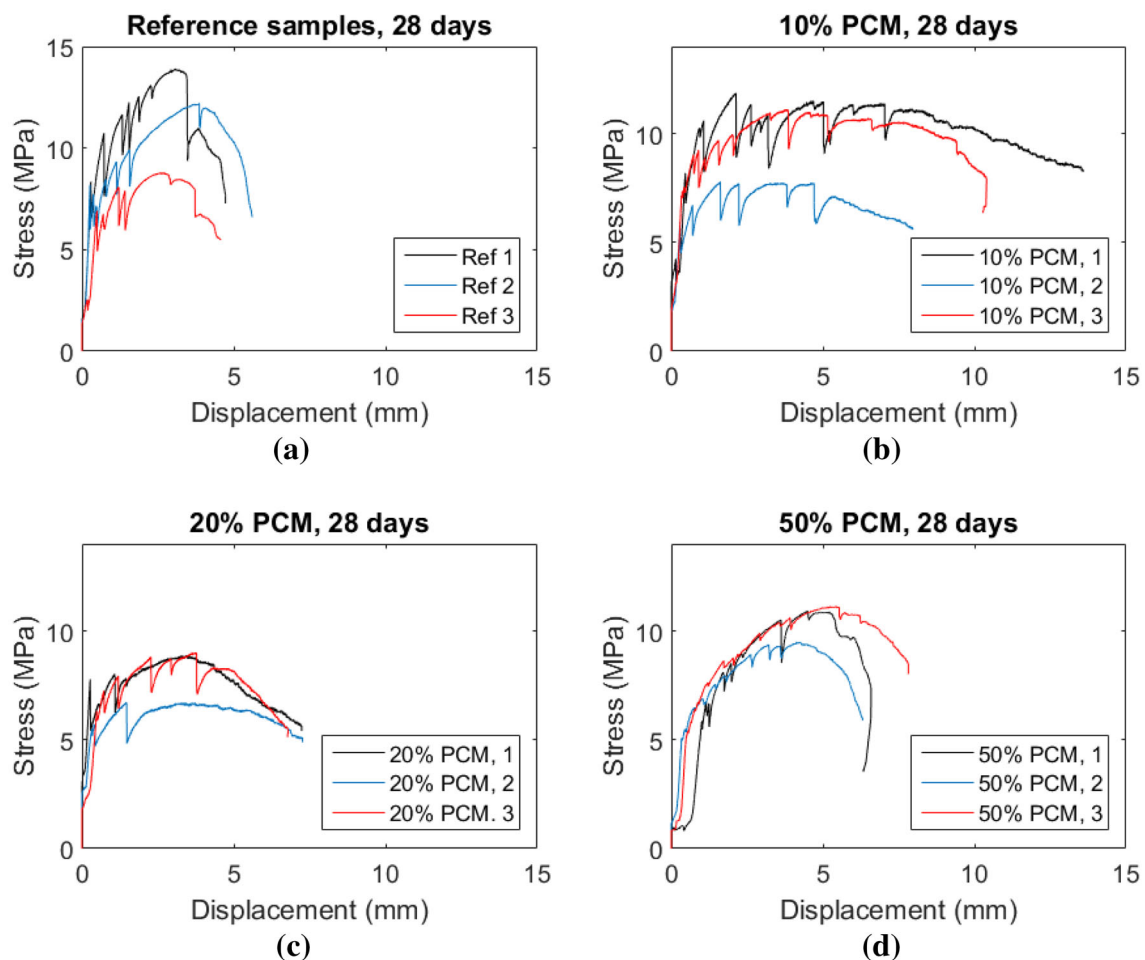 Reference samples, 28 days
15
10
5
0
Stress (MPa)
Ref 1
Ref 2
Ref 3
0 5 10 15
Displacement (mm)
(a)
10% PCM, 28 days
10
5
0
Stress (MPa)
10% PCM, 1
10% PCM, 2
10% PCM, 3
0 5 10 15
Displacement (mm)
(b)
20% PCM, 28 days
10
5
0
Stress (MPa)
20% PCM, 1
20% PCM, 2
20% PCM. 3
0 5 10 15
Displacement (mm)
(c)
50% PCM, 28 days
10
5
0
Stress (MPa)
50% PCM, 1
50% PCM, 2
50% PCM, 3
0 5 10 15
Displacement (mm)
(d)